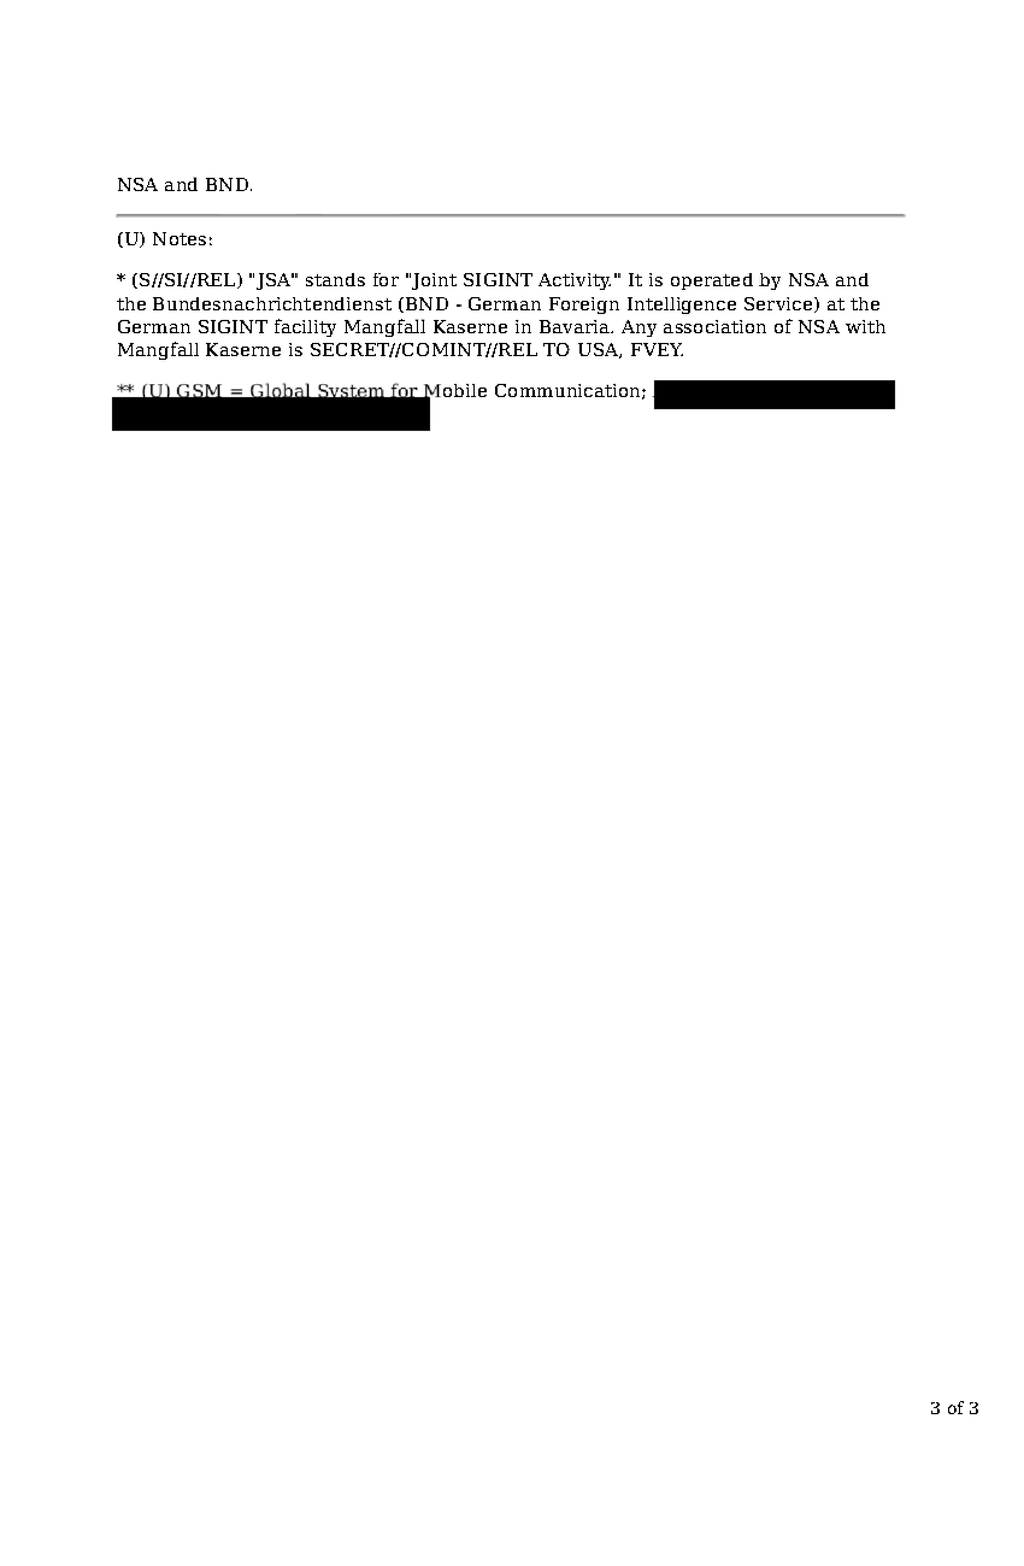 NSA and BND.
(U) Notes:
* (S//SI//REL) "JSA" stands for "Joint SIGINT Activity." It is operated by NSA and
the Bundesnachrichtendienst (BND - German Foreign Intelligence Service) at the
German SIGINT facility Mangfall Kaserne in Bavaria. Any association of NSA with
Mangfall Kaserne is SECRET//COMINT//REL TO USA, FVEY.
** (U) GSM = Global System for Mobile Communication;
3 of 3